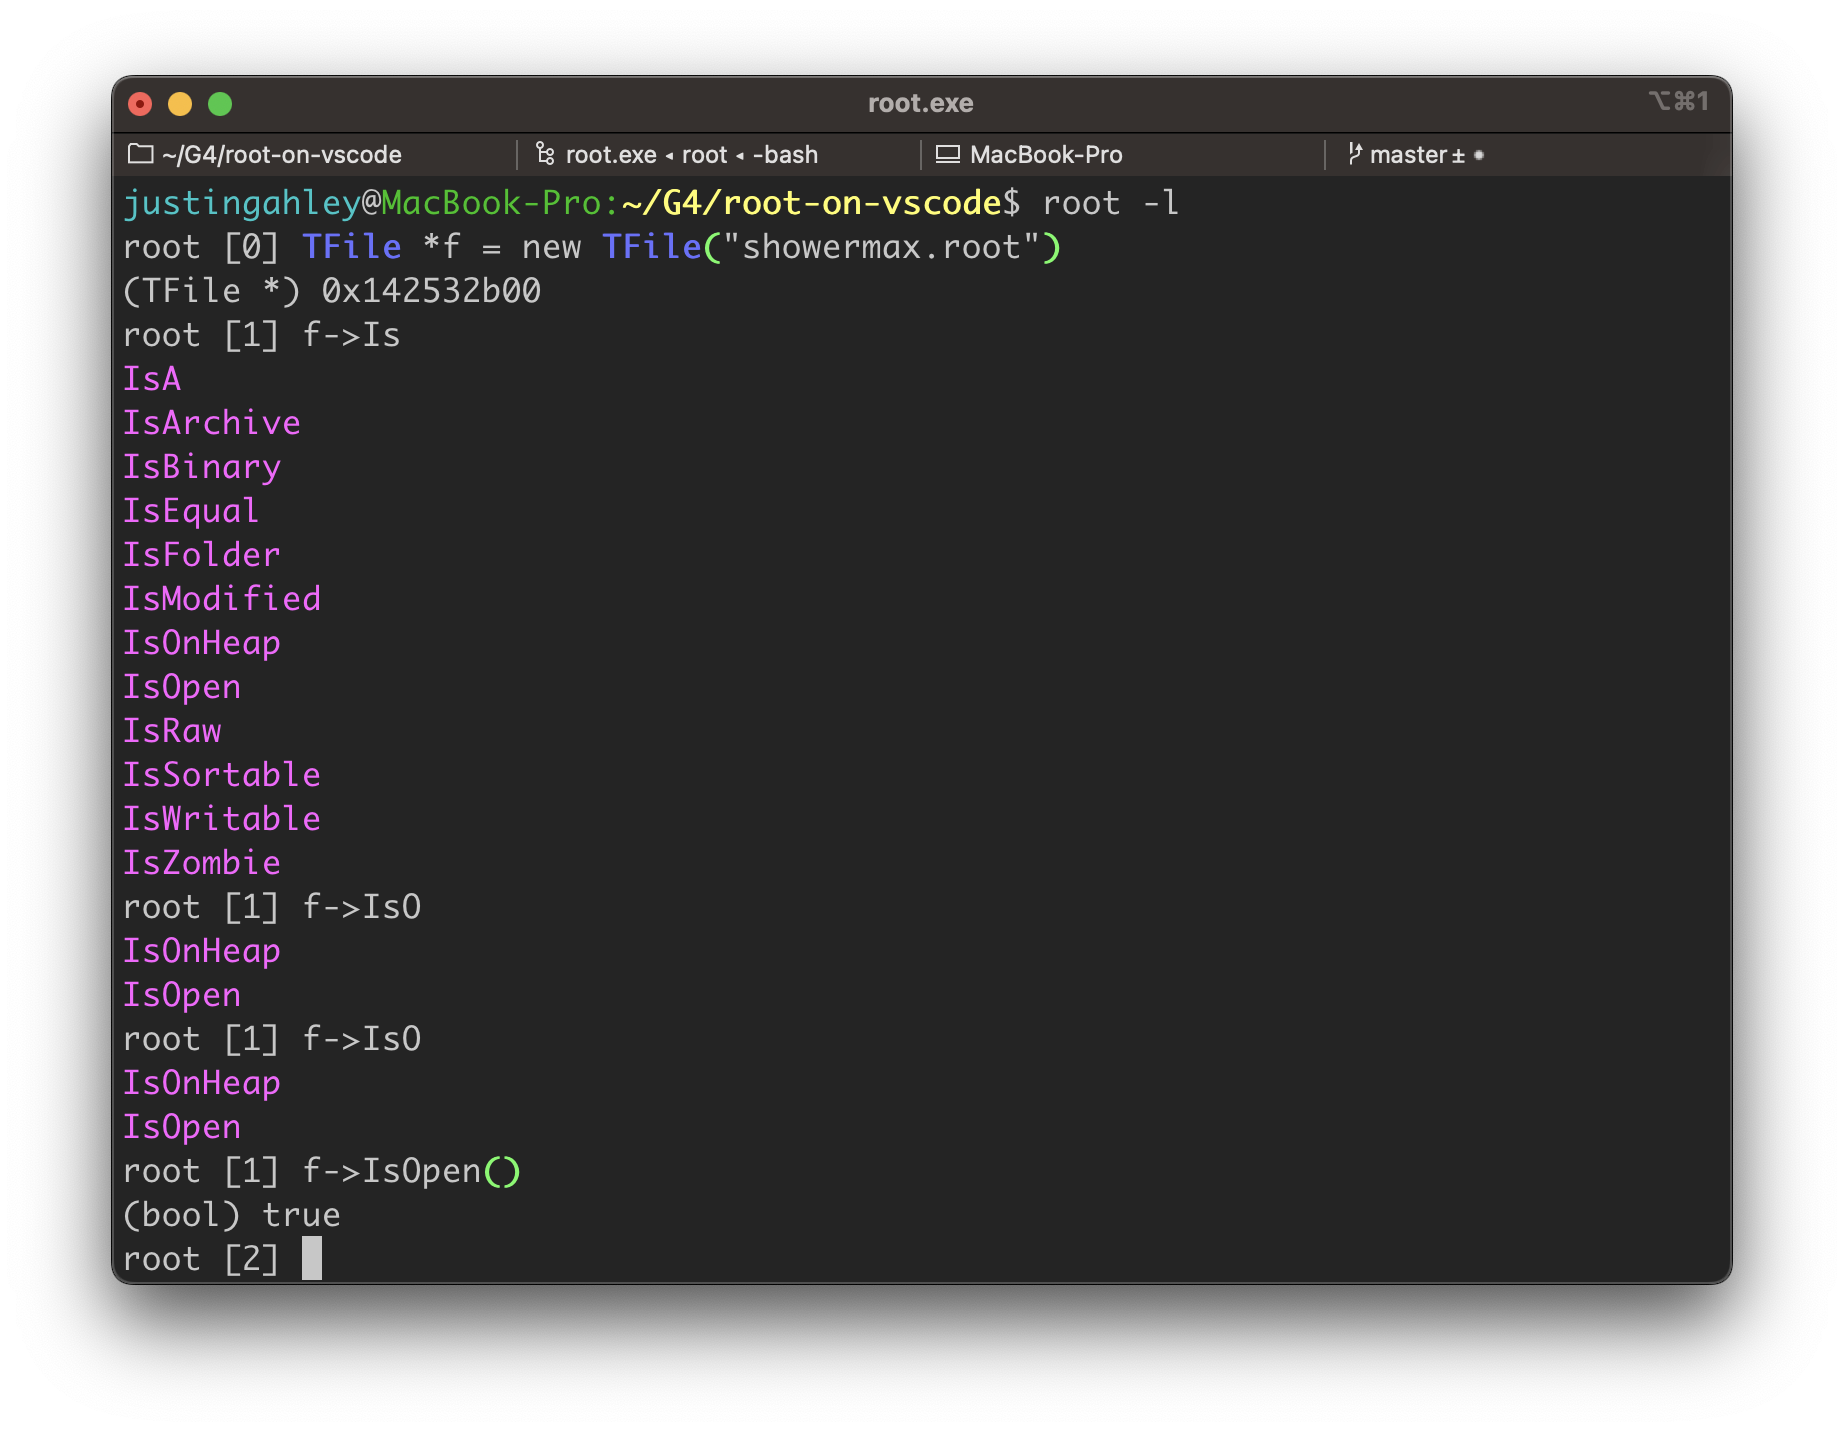 root.exe
⌥⌘1
~/G4/root-on-vscode root.exe ◂ root ◂ -bash MacBook-Pro master ± ●
justingahley@MacBook-Pro:~/G4/root-on-vscode$ root -l
root [0] TFile *f = new TFile("showermax.root")
(TFile *) 0x142532b00
root [1] f->Is
IsA
IsArchive
IsBinary
IsEqual
IsFolder
IsModified
IsOnHeap
IsOpen
IsRaw
IsSortable
IsWritable
IsZombie
root [1] f->IsO
IsOnHeap
IsOpen
root [1] f->IsO
IsOnHeap
IsOpen
root [1] f->IsOpen()
(bool) true
root [2]